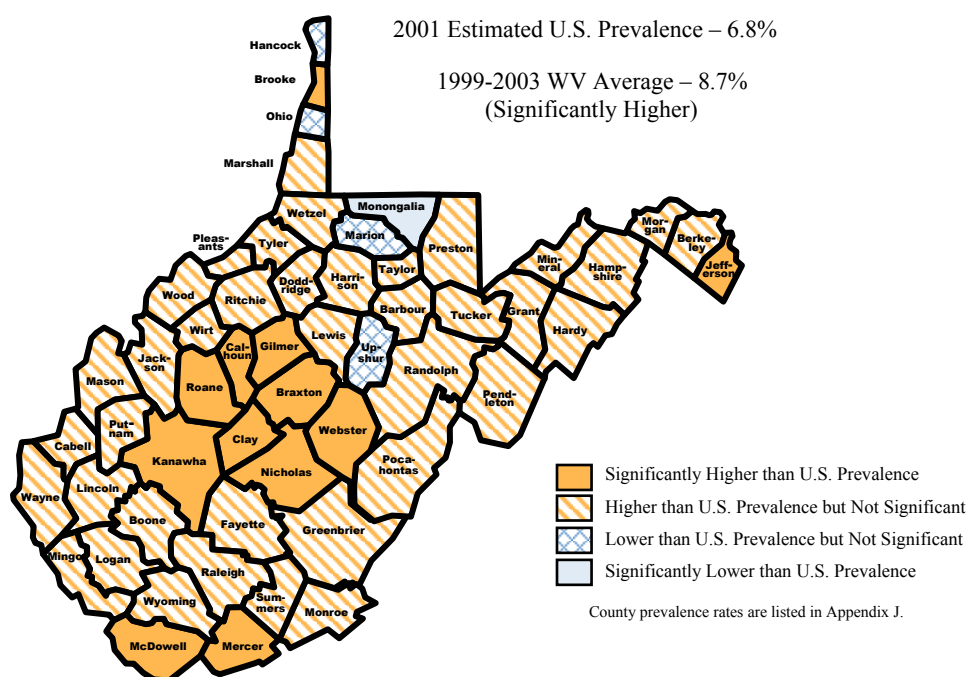 2001 Estimated U.S. Prevalence – 6.8%
1999-2003 WV Average – 8.7%
(Significantly Higher)
Hancock
Brooke
Ohio
Marshall
Wetzel
Monongalia
Marion
Preston
Pleas-
ants
Tyler
Dodd-
ridge
Harri-
son
Taylor
Mor-
gan
Berke-
ley
Jeff-
erson
Min-
eral
Hamp-
shire
Wood
Ritchie
Barbour
Tucker
Grant
Hardy
Wirt
Cal-
houn
Gilmer
Lewis
Up-
shur
Randolph
Pend-
leton
Mason
Jack-
son
Roane
Braxton
Webster
Poca-
hontas
Put-
nam
Cabell
Kanawha
Clay
Nicholas
Wayne
Lincoln
Boone
Fayette
Greenbrier
Mingo
Logan
Raleigh
Wyoming
Sum-
mers
Monroe
McDowell
Mercer
Significantly Higher than U.S. Prevalence
Higher than U.S. Prevalence but Not Significant
Lower than U.S. Prevalence but Not Significant
Significantly Lower than U.S. Prevalence
County prevalence rates are listed in Appendix J.